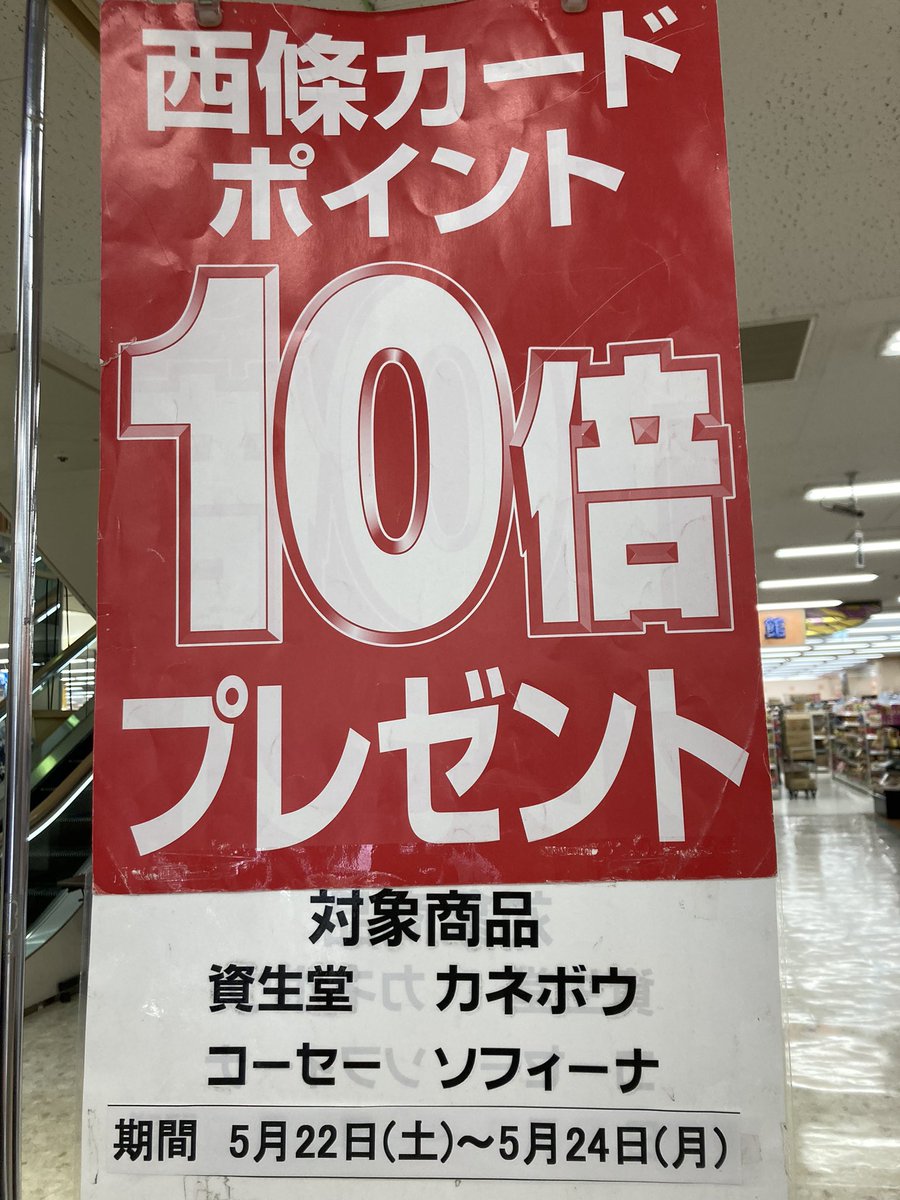 西條カード
ポイント
10倍
プレゼント
対象商品
資生堂 カネボウ
コーセー ソフィーナ
期間 5月22日(土)～5月24日(月)